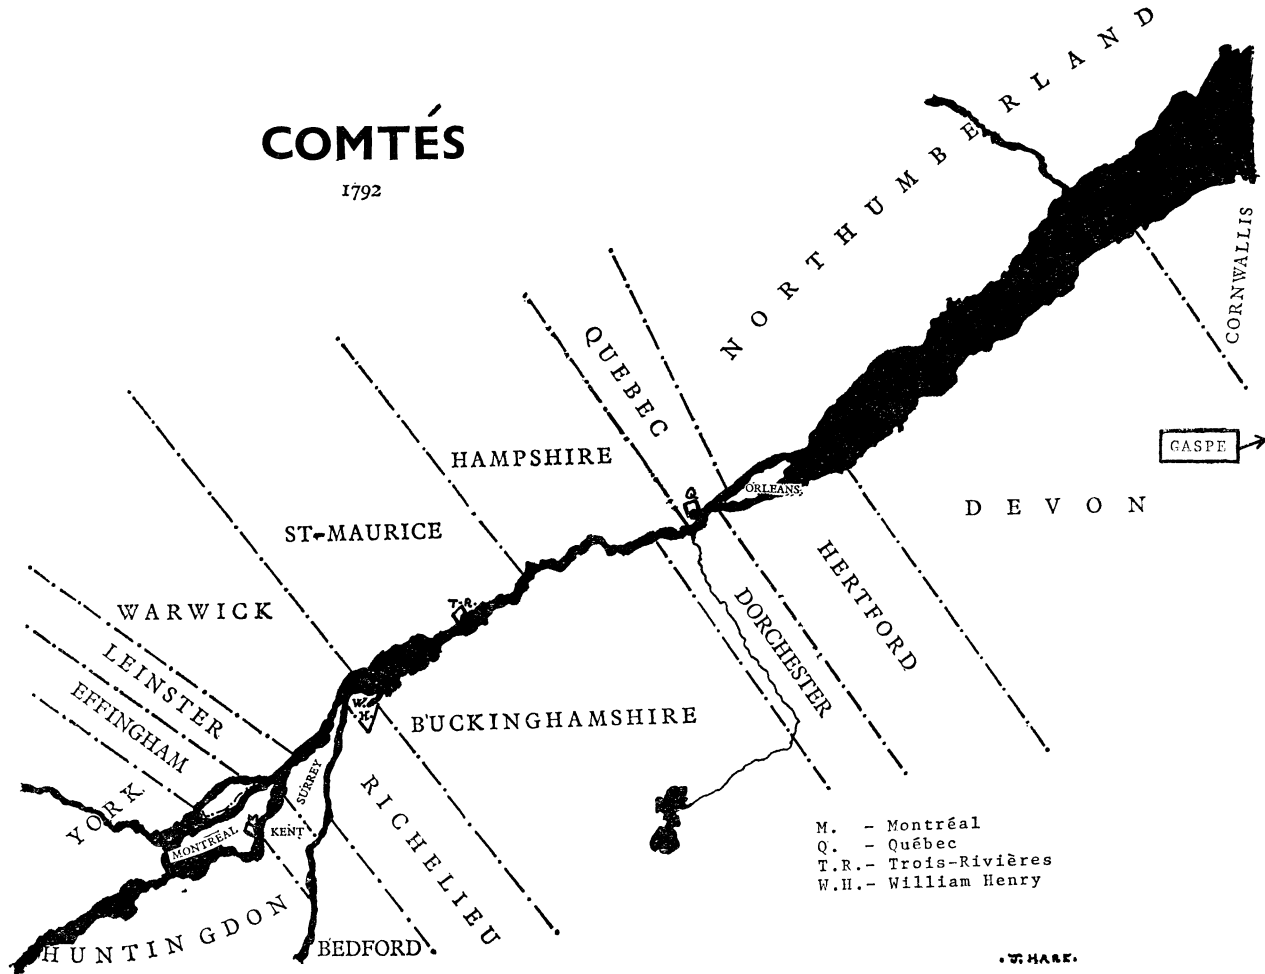 COMTÉS
1792
NORTHUMBERLAND
CORNWALLIS
QUEBEC
GASPE
HAMPSHIRE
Q
ORLEANS
DEVON
ST-MAURICE
HERTFORD
DORCHESTER
T.R.
WARWICK
LEINSTER
EFFINGHAM
W.
H.
BUCKINGHAMSHIRE
SURREY
RICHELIEU
YORK
MONTRÉAL
KENT
HUNTINGDON
BEDFORD
M. - Montréal
Q. - Québec
T.R.- Trois-Rivières
W.H.- William Henry
.J. HARE.